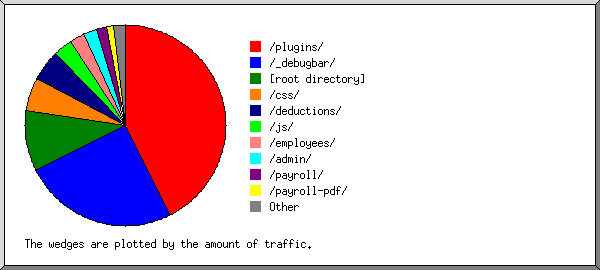 /plugins/
/_debugbar/
[root directory]
/css/
/deductions/
/js/
/employees/
/admin/
/payroll/
/payroll-pdf/
Other
The wedges are plotted by the amount of traffic.